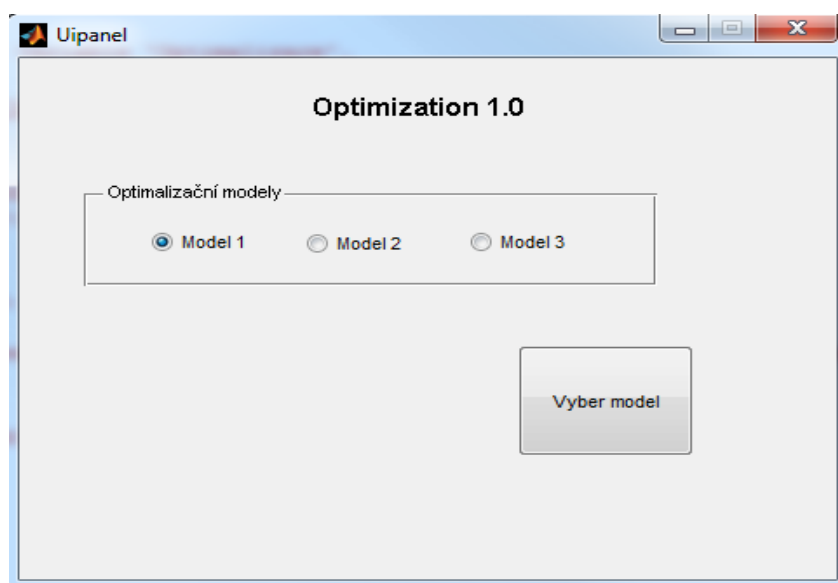 Uipanel
Optimization 1.0
Optimalizační modely
Model 1 Model 2 Model 3
Vyber model